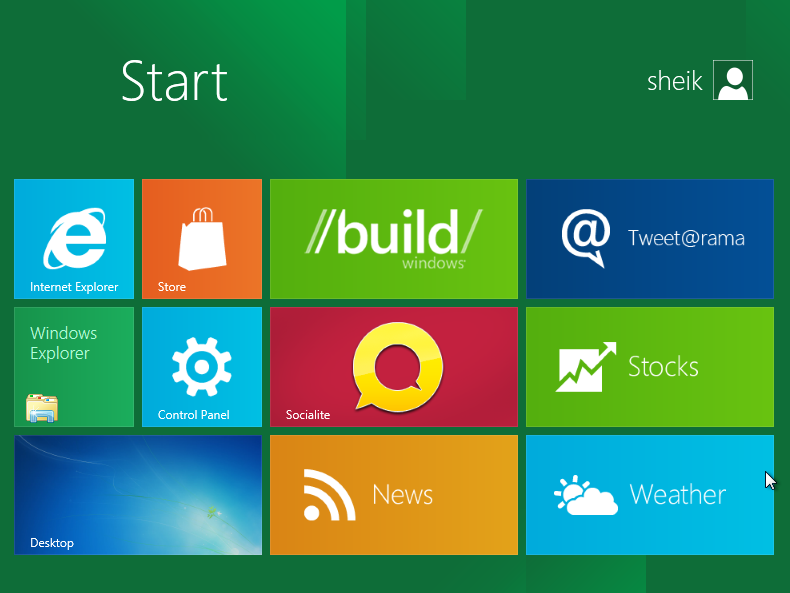 Start
sheik
Internet Explorer
Store
//build/
windows
Tweet@rama
Windows
Explorer
Control Panel
Socialite
Stocks
Desktop
News
Weather